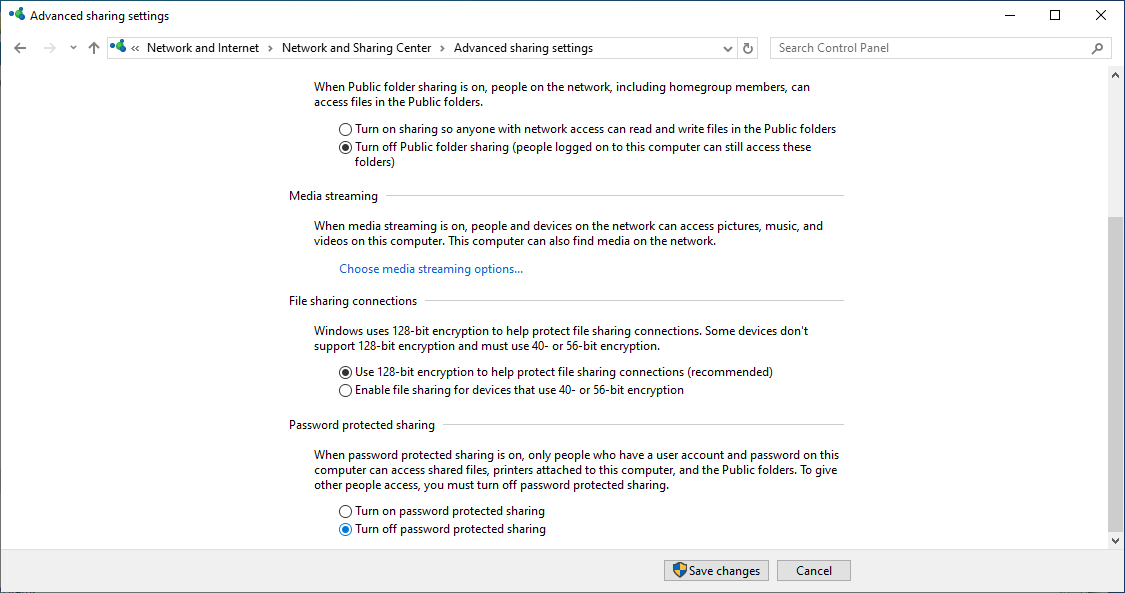 Advanced sharing settings
« Network and Internet > Network and Sharing Center > Advanced sharing settings
Search Control Panel
When Public folder sharing is on, people on the network, including homegroup members, can
access files in the Public folders.
Turn on sharing so anyone with network access can read and write files in the Public folders
Turn off Public folder sharing (people logged on to this computer can still access these
folders)
Media streaming
When media streaming is on, people and devices on the network can access pictures, music, and
videos on this computer. This computer can also find media on the network.
Choose media streaming options...
File sharing connections
Windows uses 128-bit encryption to help protect file sharing connections. Some devices don't
support 128-bit encryption and must use 40- or 56-bit encryption.
Use 128-bit encryption to help protect file sharing connections (recommended)
Enable file sharing for devices that use 40- or 56-bit encryption
Password protected sharing
When password protected sharing is on, only people who have a user account and password on this
computer can access shared files, printers attached to this computer, and the Public folders. To give
other people access, you must turn off password protected sharing.
Turn on password protected sharing
Turn off password protected sharing
Save changes
Cancel